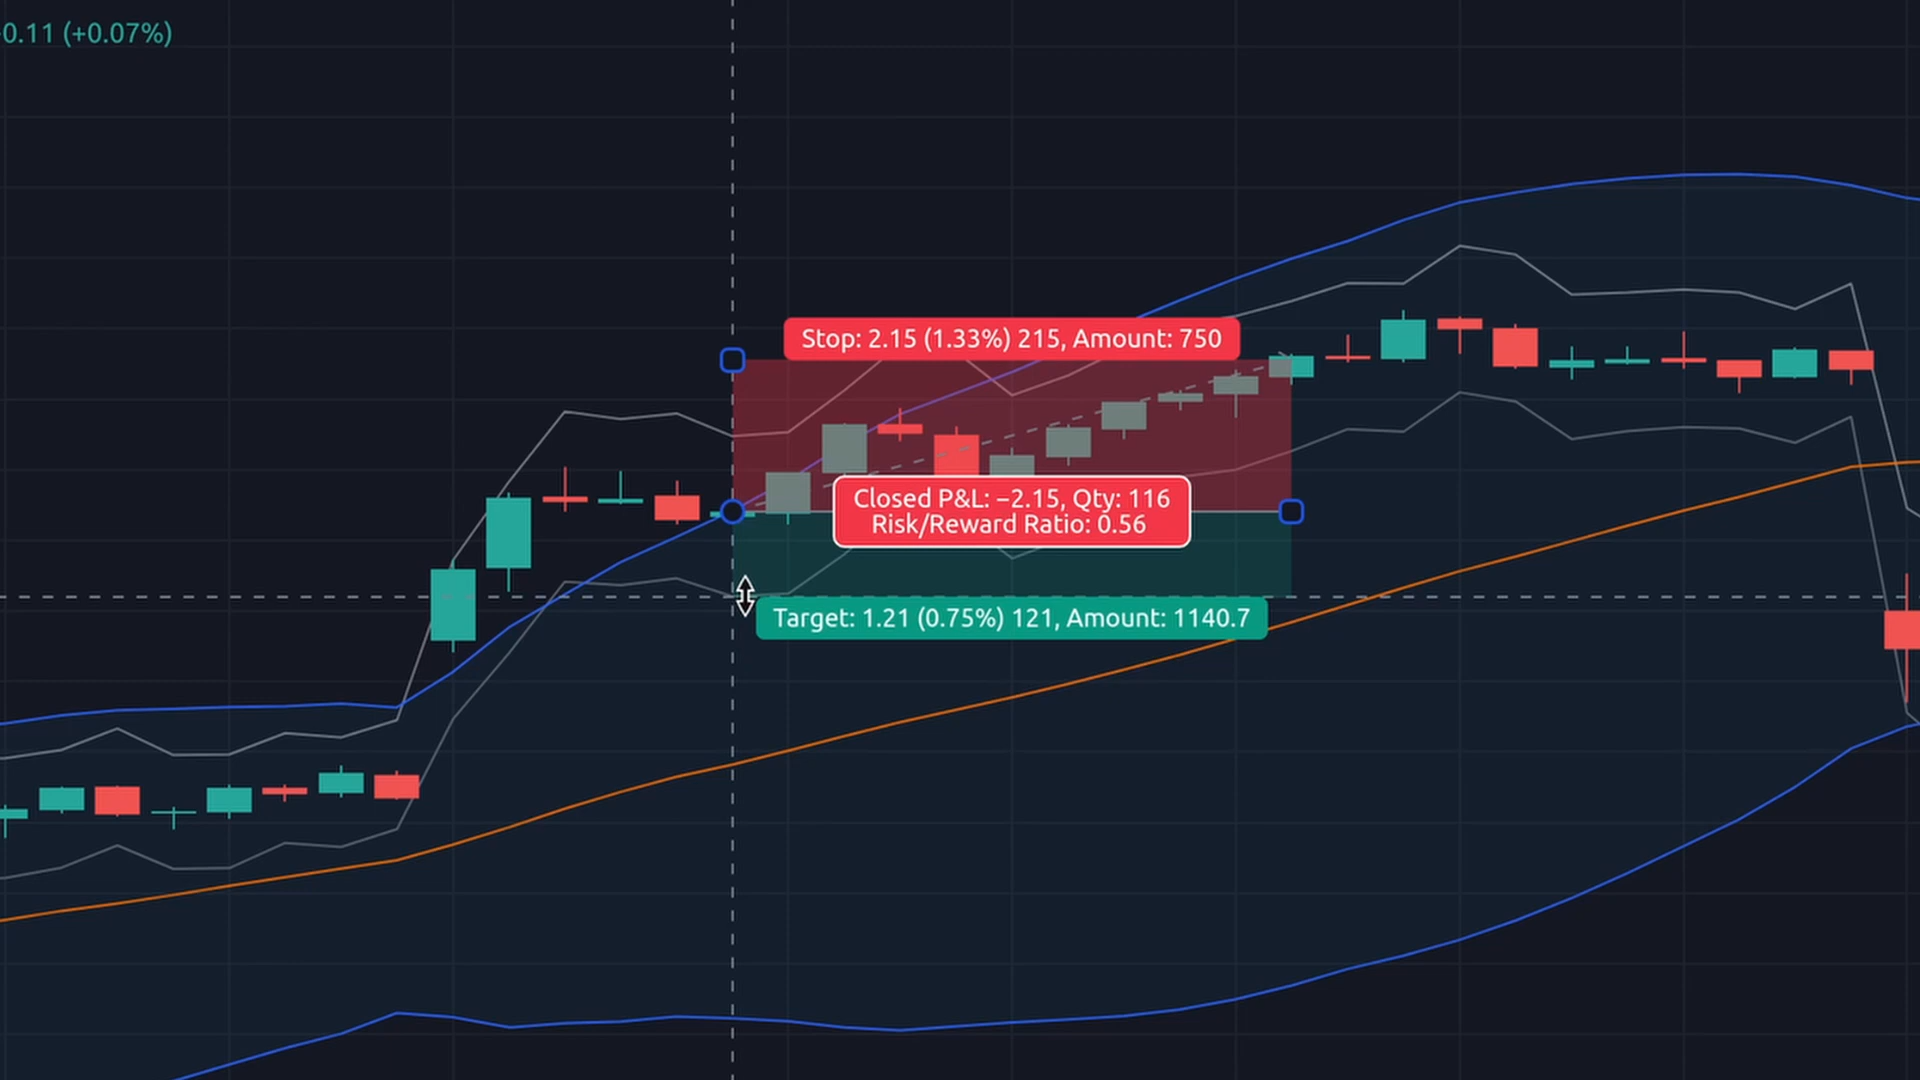 0.11 (+0.07%)
Stop: 2.15 (1.33%) 215, Amount: 750
Closed P&L: −2.15, Qty: 116
Risk/Reward Ratio: 0.56
Target: 1.21 (0.75%) 121, Amount: 1140.7